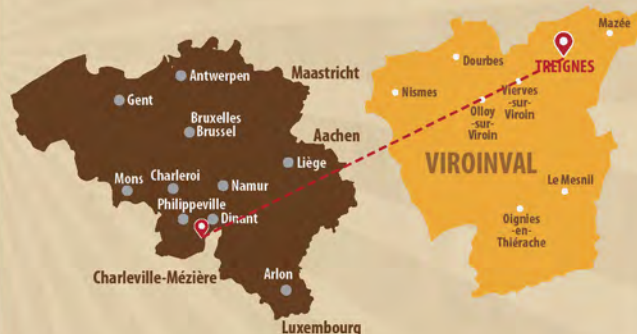 Antwerpen
Maastricht
Gent
Bruxelles
Brussel
Aachen
Liège
Mons
Charleroi
Namur
Philippeville
Dinant
Charleville-Mézière
Arlon
Luxembourg
Mazée
TREIGNES
Dourbes
Nismes
Vierves
-sur-
Viroin
Olloy
-sur-
Viroin
VIROINVAL
Le Mesnil
Oignies
-en-
Thiérache